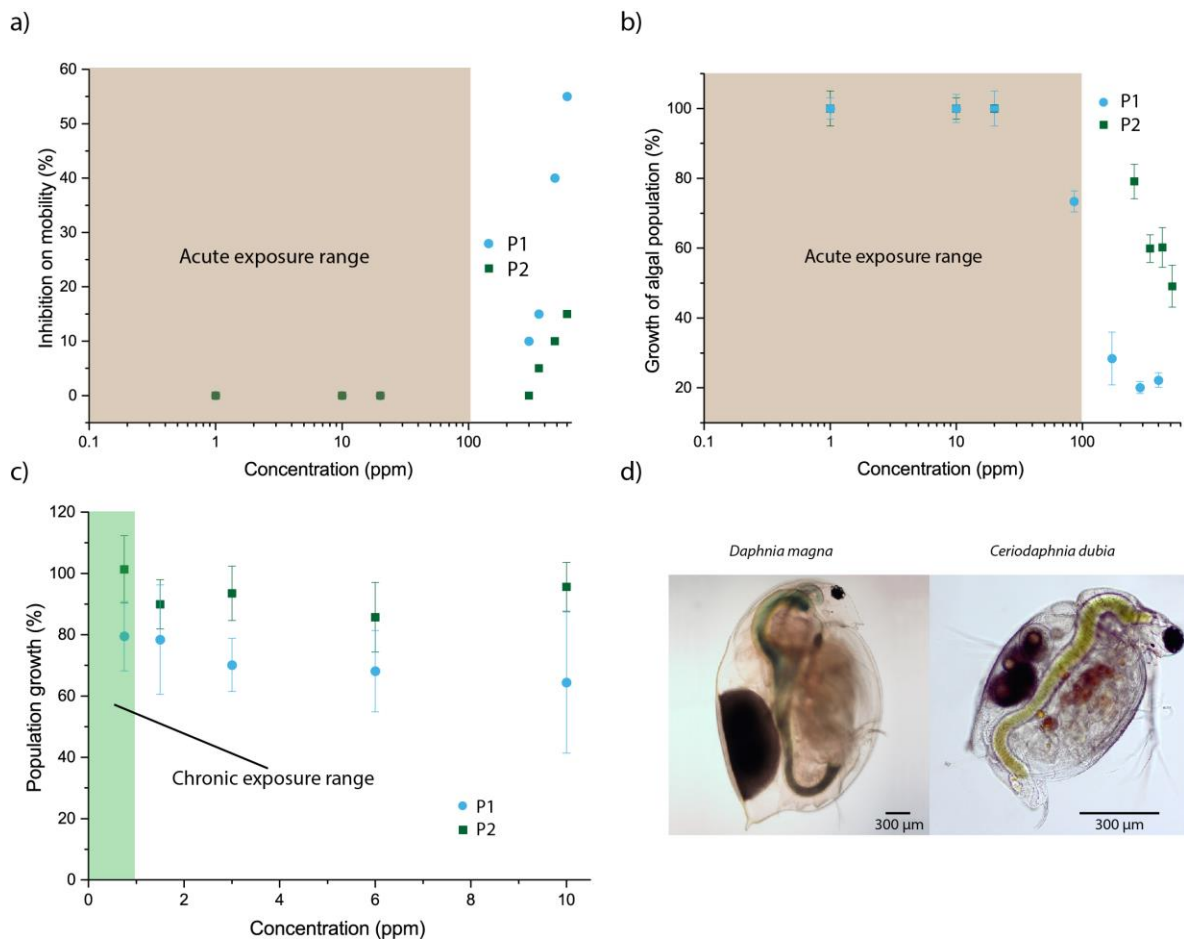 a)
Inhibition on mobility (%)
60
50
40
30
20
10
0
Acute exposure range
P1
P2
0.1
1
10
100
Concentration (ppm)
b)
Growth of algal population (%)
100
80
60
40
20
Acute exposure range
P1
P2
0.1
1
10
100
Concentration (ppm)
c)
Population growth (%)
120
100
80
60
40
20
0
Chronic exposure range
P1
P2
0
2
4
6
8
10
Concentration (ppm)
d)
Daphnia magna
Ceriodaphnia dubia
300 µm
300 µm